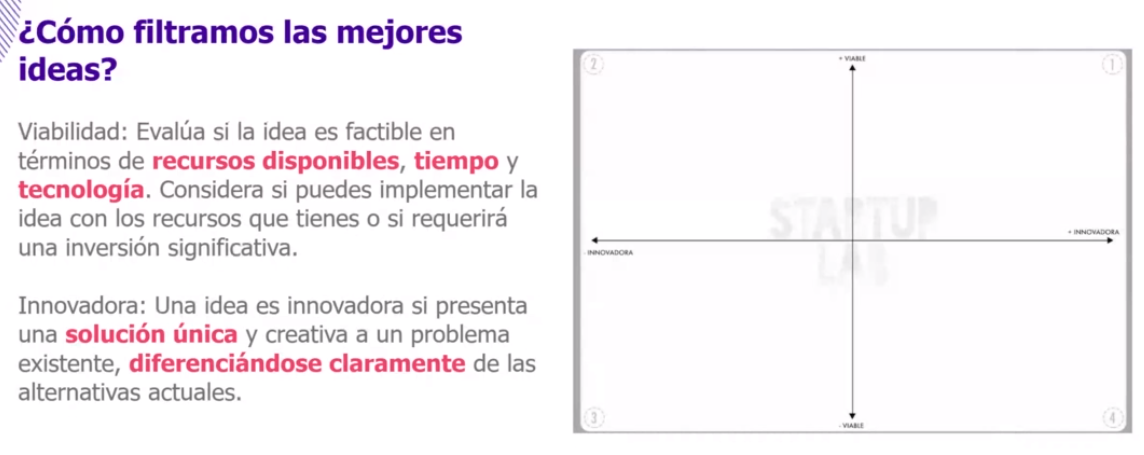 ¿Cómo filtramos las mejores
ideas?
Viabilidad: Evalúa si la idea es factible en
términos de recursos disponibles, tiempo y
tecnología. Considera si puedes implementar la
idea con los recursos que tienes o si requerirá
una inversión significativa.
Innovadora: Una idea es innovadora si presenta
una solución única y creativa a un problema
existente, diferenciándose claramente de las
alternativas actuales.
2
+ VIABLE
1
STARTUP
LAB
+ INNOVADORA
- INNOVADORA
3
- VIABLE
4